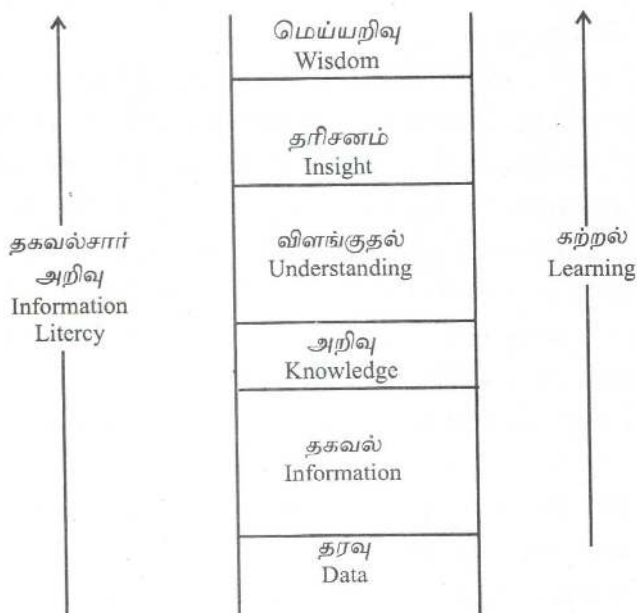 மெய்யறிவு
Wisdom
தரிசனம்
Insight
தகவல்சார்
அறிவு
Information
Litercy
விளங்குதல்
Understanding
கற்றல்
Learning
அறிவு
Knowledge
தகவல்
Information
தரவு
Data